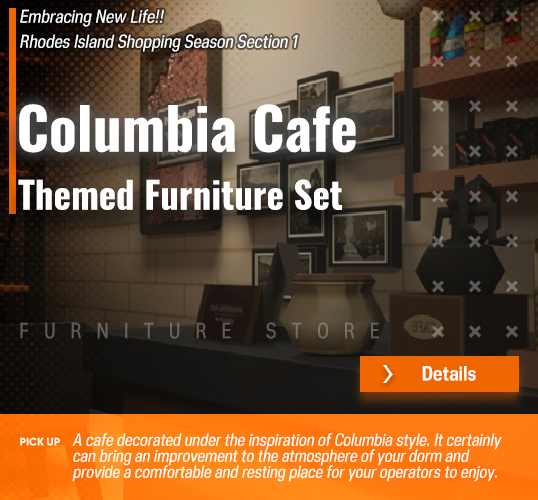 Embracing New Life!!
Rhodes Island Shopping Season Section 1
Columbia Cafe
Themed Furniture Set
FURNITURE STORE
CAFE
Details
PICK UP
A cafe decorated under the inspiration of Columbia style. It certainly
can bring an improvement to the atmosphere of your dorm and
provide a comfortable and resting place for your operators to enjoy.